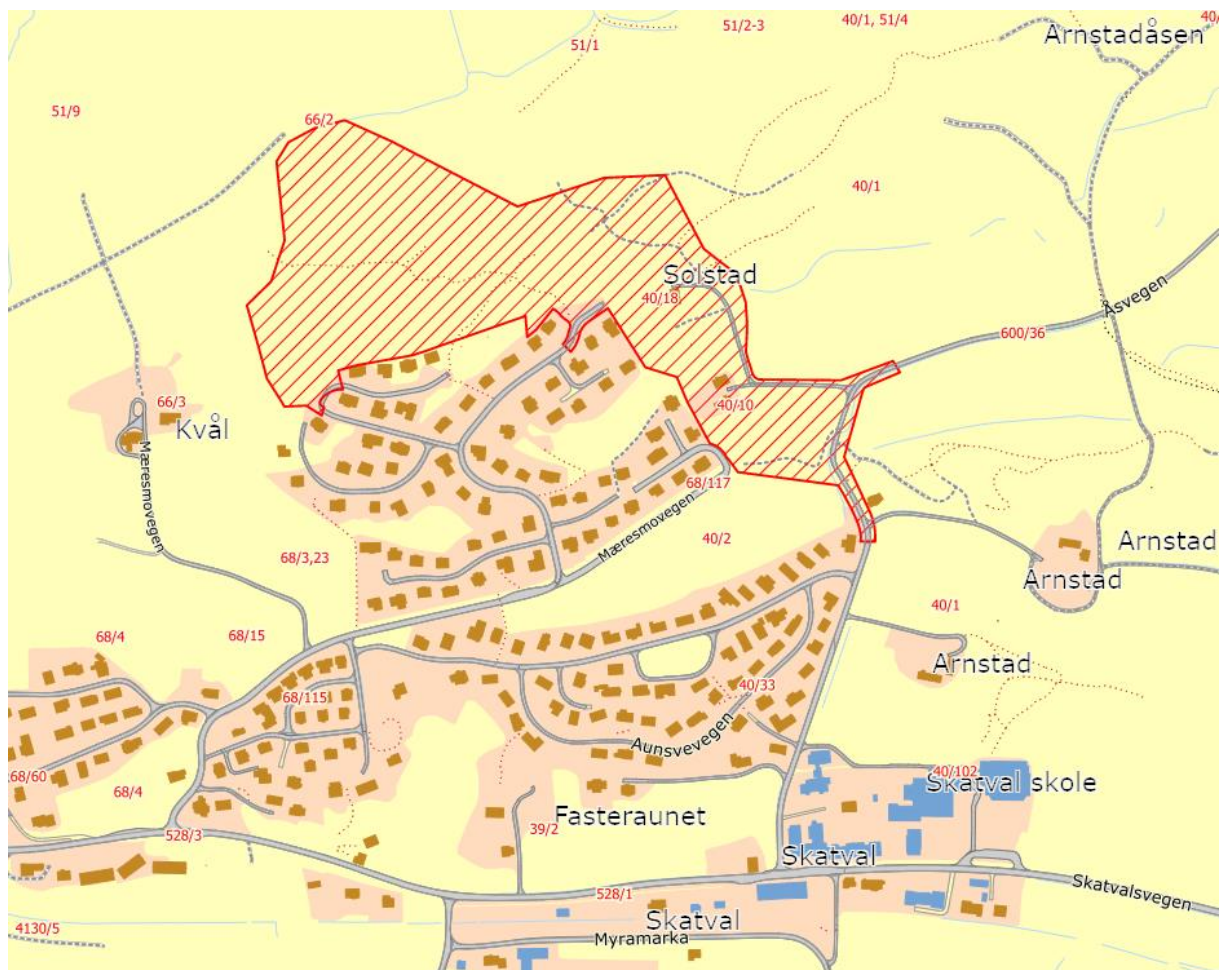 51/2-3
40/1, 51/4
40/
51/1
Arnstadåsen
51/9
66/2
40/1
Solstad
40/18
Åsvegen
600/36
66/3
Kvål
40/10
Mæresmovegen
68/117
Mæresmovegen
40/2
68/3,23
Arnstad
Arnstad
40/1
68/4
68/15
Arnstad
68/115
40/33
Aunsvevegen
68/60
68/4
40/102
Skatval skole
Fasteraunet
39/2
528/3
Skatval
528/1
Skatvalsvegen
Skatval
4130/5
Myramarka